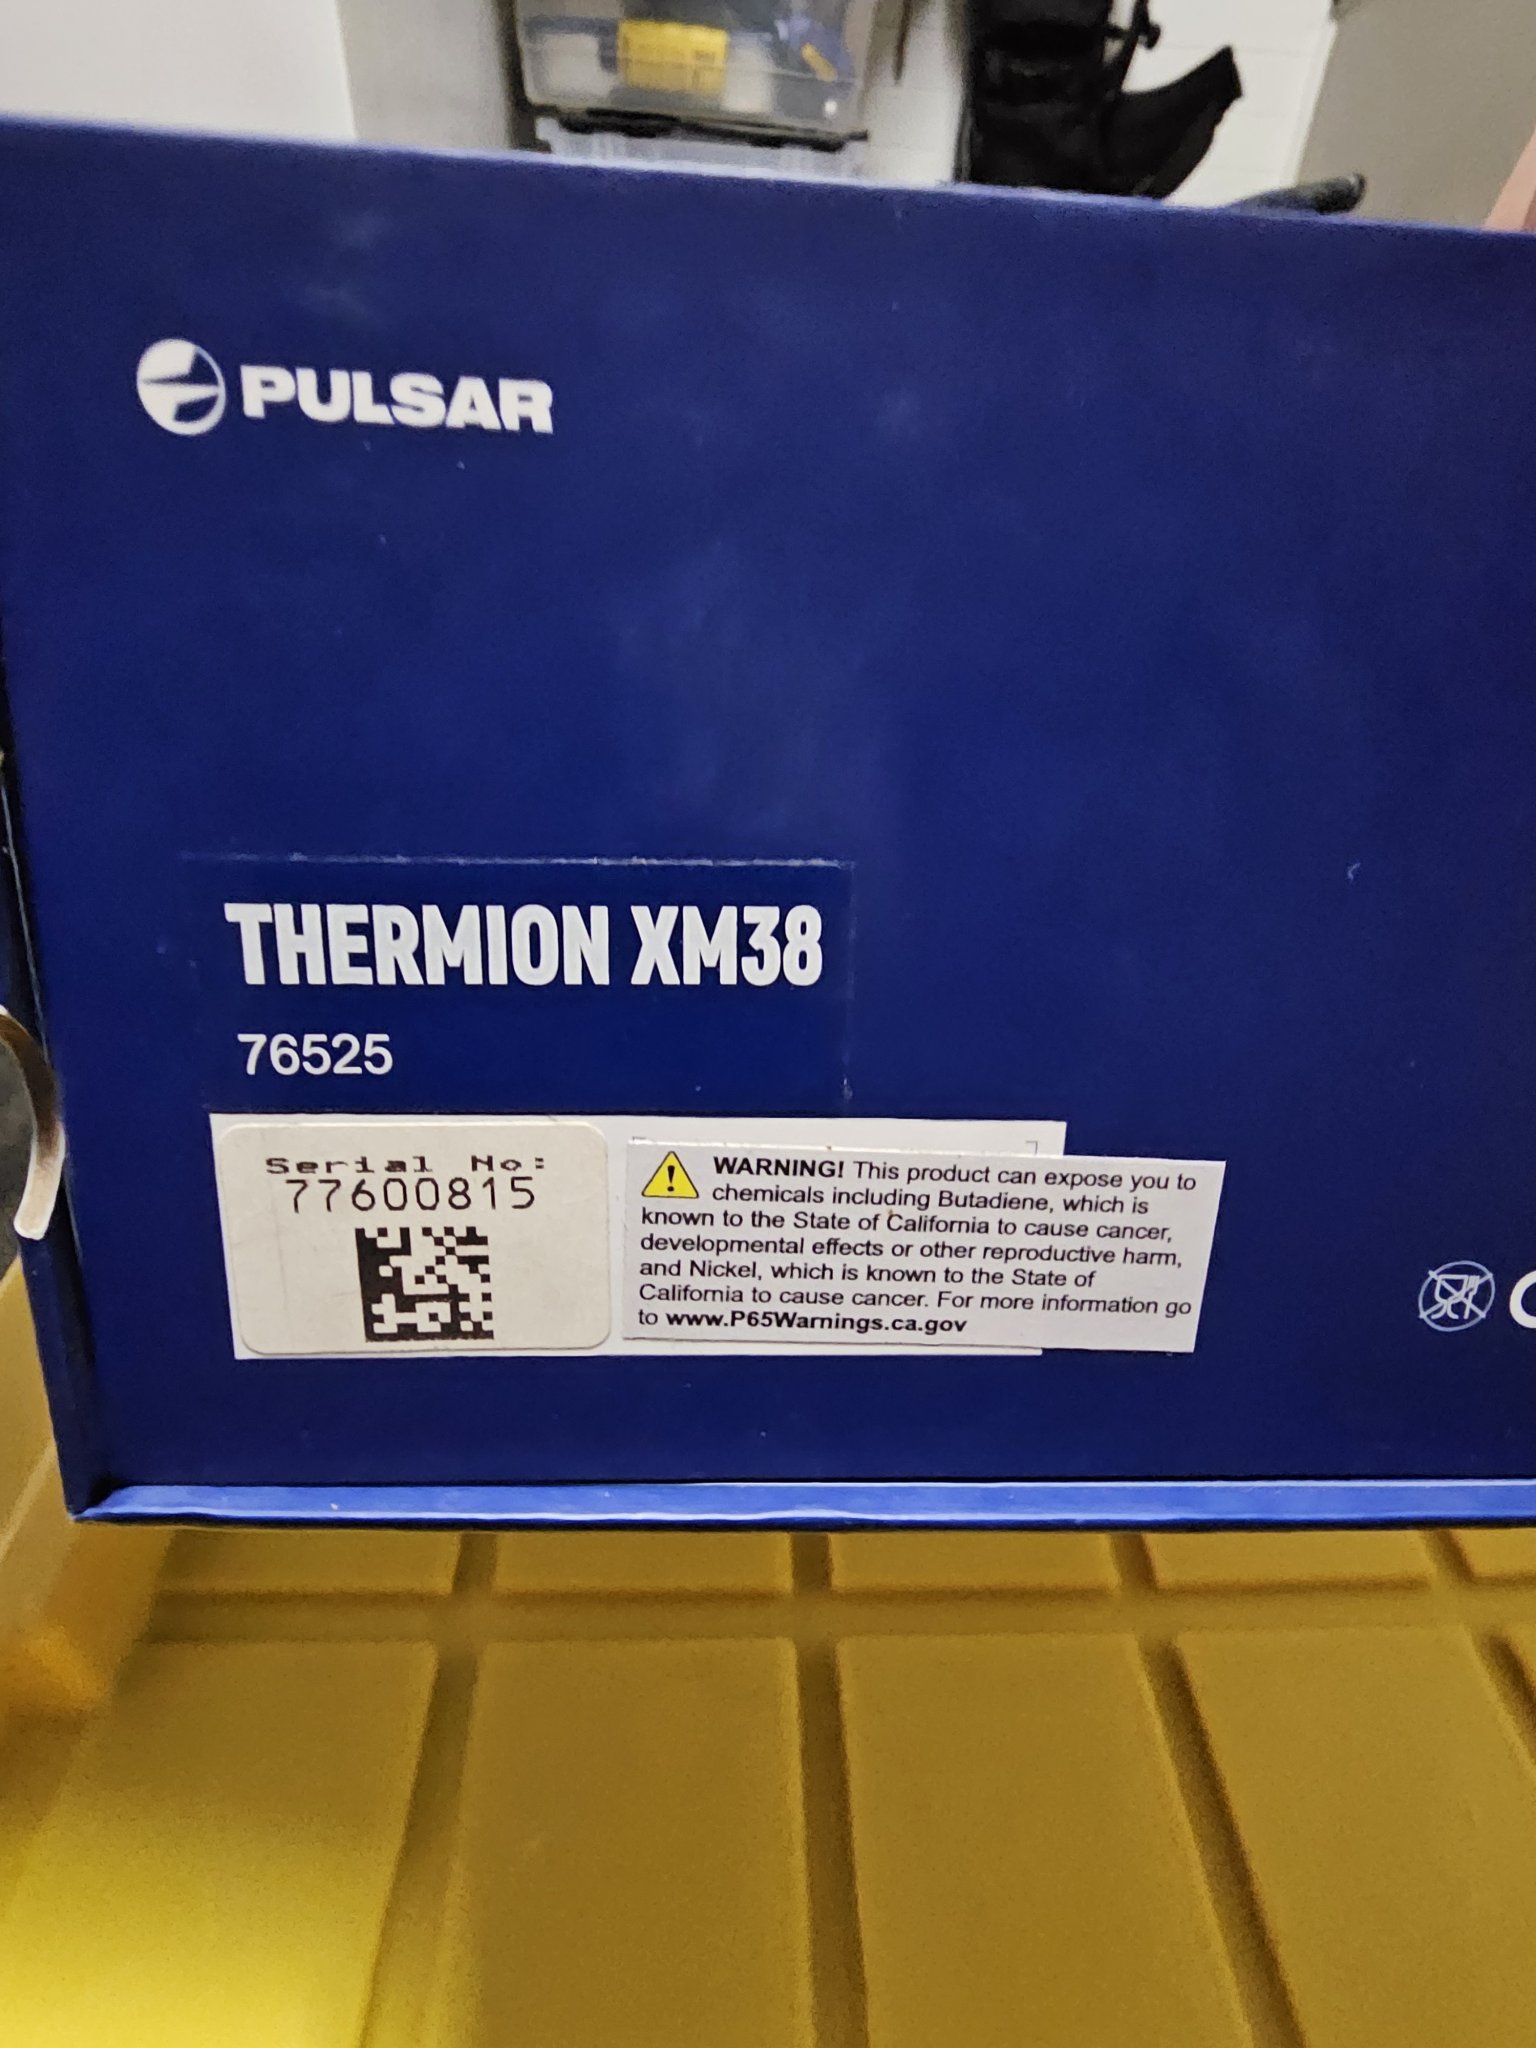 PULSAR
THERMION XM38
76525
Serial No:
77600815
WARNING! This product can expose you to
chemicals including Butadiene, which is
known to the State of California to cause cancer,
developmental effects or other reproductive harm,
and Nickel, which is known to the State of
California to cause cancer. For more information go
to www.P65Warnings.ca.gov